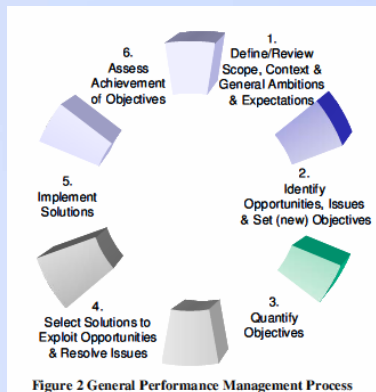 1.
Define/Review
Scope, Context &
General Ambitions
& Expectations
2.
Identify
Opportunities, Issues
& Set (new) Objectives
3.
Quantify
Objectives
4.
Select Solutions to
Exploit Opportunities
& Resolve Issues
5.
Implement
Solutions
6.
Assess
Achievement
of Objectives
Figure 2 General Performance Management Process